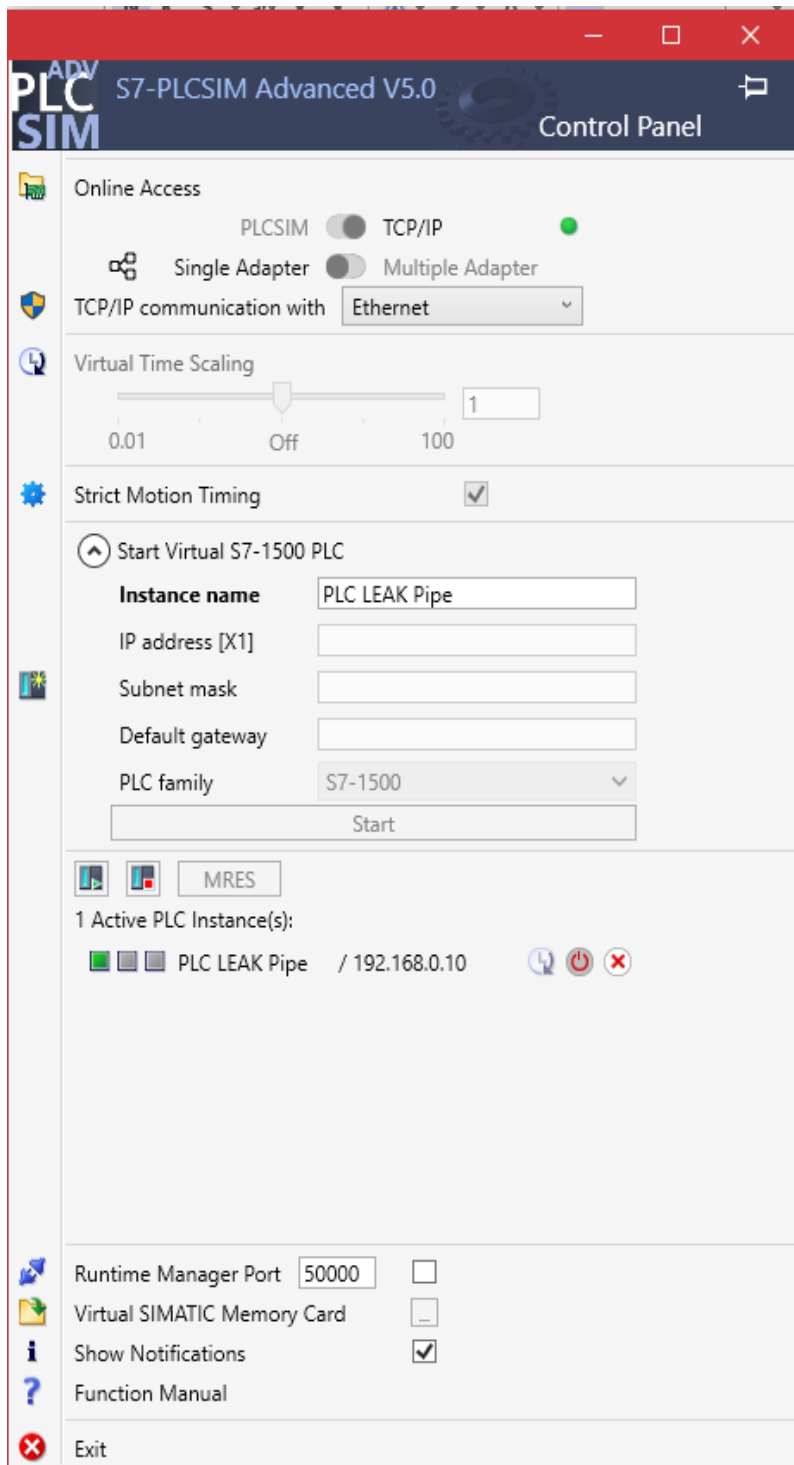 ADV
PLC
SIM
S7-PLCSIM Advanced V5.0
Control Panel
Online Access
PLCSIM TCP/IP
Single Adapter Multiple Adapter
TCP/IP communication with Ethernet
Virtual Time Scaling
1
0.01 Off 100
Strict Motion Timing
Start Virtual S7-1500 PLC
Instance name PLC LEAK Pipe
IP address [X1]
Subnet mask
Default gateway
PLC family S7-1500
Start
MRES
1 Active PLC Instance(s):
PLC LEAK Pipe / 192.168.0.10
Runtime Manager Port 50000
Virtual SIMATIC Memory Card ...
Show Notifications
Function Manual
Exit